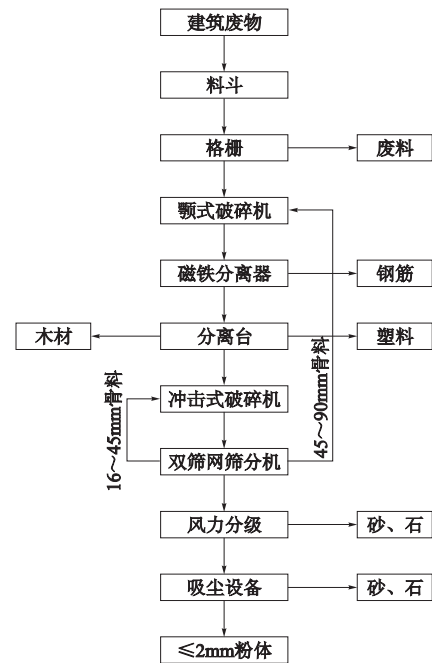 建筑废物
料斗
格栅
废料
颚式破碎机
磁铁分离器
钢筋
木材
分离台
塑料
冲击式破碎机
16～45mm骨料
45～90mm骨料
双筛网筛分机
风力分级
砂、石
吸尘设备
砂、石
≤2mm粉体